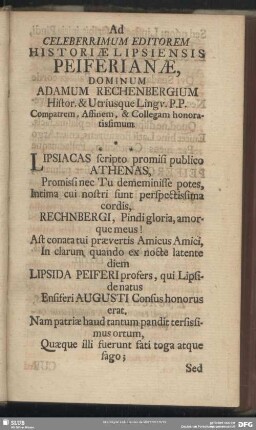 Ad
CELEBERRIMUM EDITOREM
HISTORIÆ LIPSIENSIS
PEIFERIANÆ,
DOMINUM
ADAMUM RECHENBERGIUM
Histor. & Utriusque Lingv. P.P.
Compatrem, Affinem, & Collegam honora-
tissimum
* * *
LIPSIACAS scripto promisi publico
ATHENAS,
Promissi nec Tu dememinisse potes,
Intima cui nostri sunt perspectissima
cordis,
RECHNBERGI, Pindi gloria, amor-
que meus!
Ast conata tui prævertis Amicus Amici,
In clarum quando ex nocte latente
diem
LIPSIDA PEIFERI profers, qui Lipsi-
de natus
Ensiferi AUGUSTI Consus honorus
erat.
Nam patriæ haud tantum pandit tersissi-
mus ortum,
Quæque illi fuerunt fati toga atque
sago;
Sed
SLUB
DFG